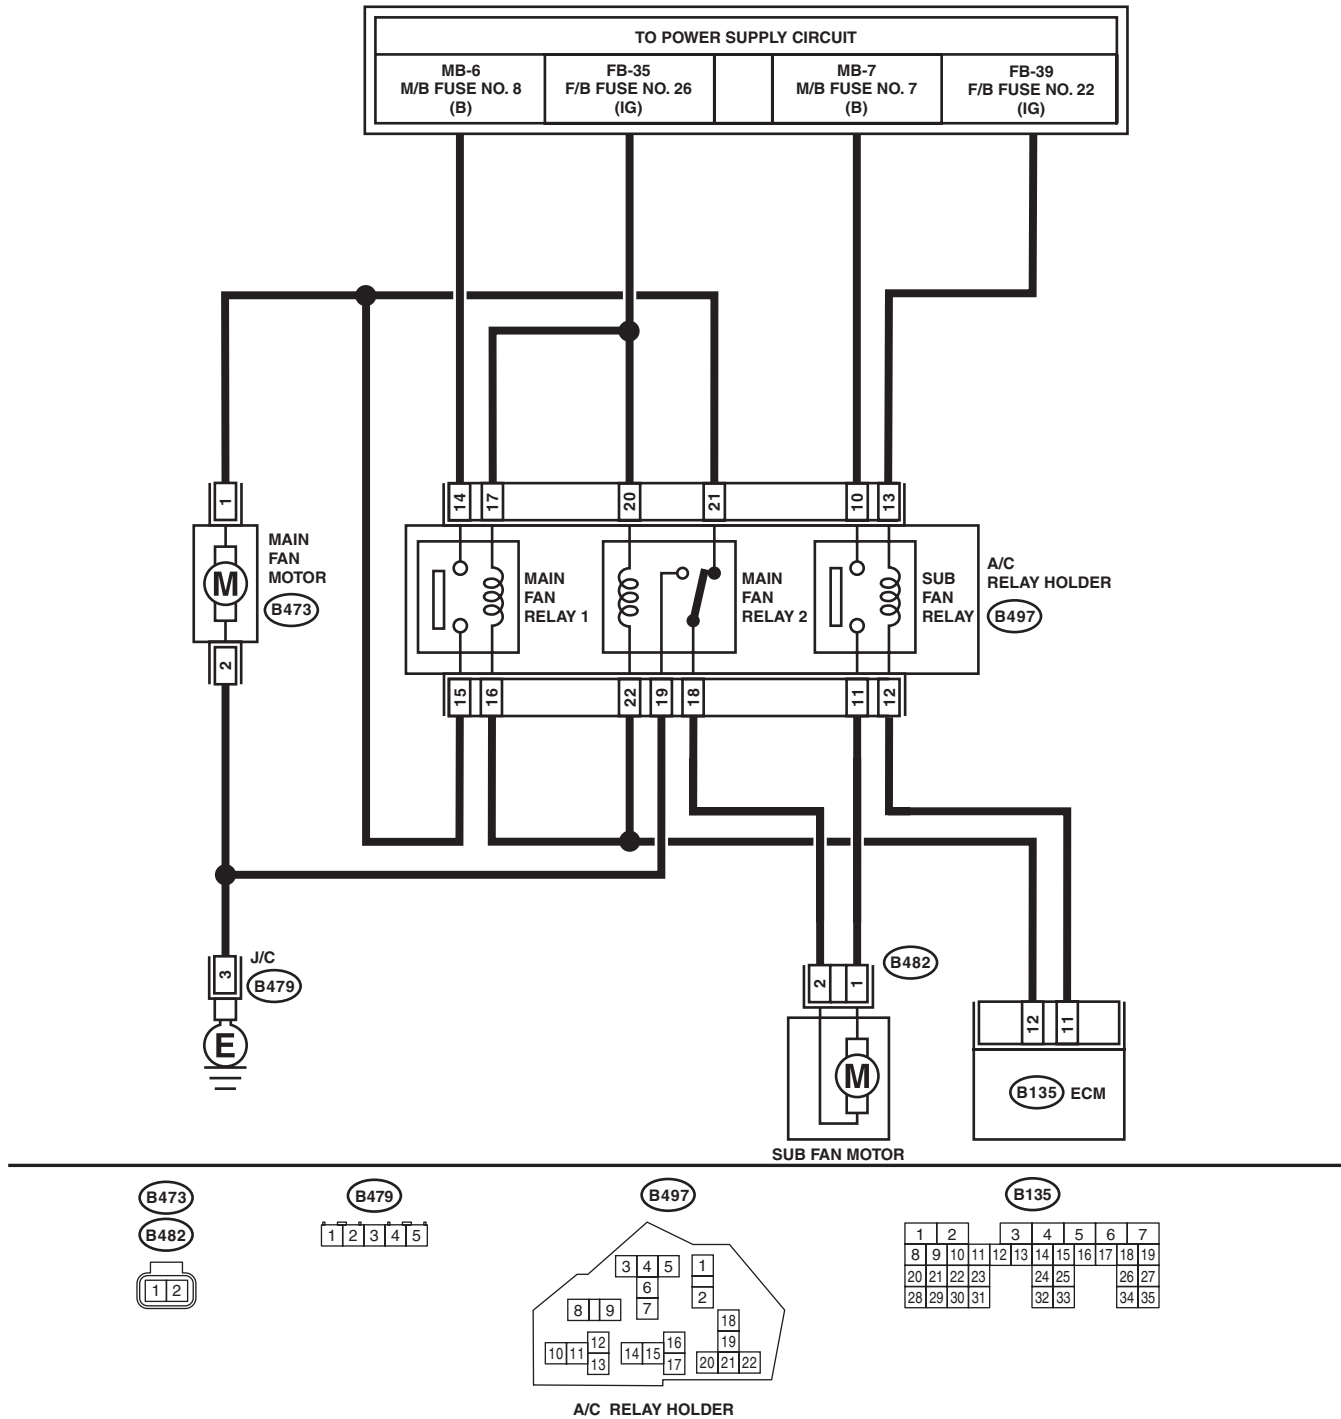 TO POWER SUPPLY CIRCUIT
MB-6
M/B FUSE NO. 8
(B)
FB-35
F/B FUSE NO. 26
(IG)
MB-7
M/B FUSE NO. 7
(B)
FB-39
F/B FUSE NO. 22
(IG)
1
14 17 20 21 10 13
M
MAIN
FAN
MOTOR
B473
MAIN
FAN
RELAY 1
MAIN
FAN
RELAY 2
SUB
FAN
RELAY
A/C
RELAY HOLDER
B497
2
15 16 22 19 18 11 12
3
J/C
B479
E
2 1
B482
M
SUB FAN MOTOR
12 11
B135 ECM
B473
B482
1 2
B479
1 2 3 4 5
B497
3 4 5 1
6
7 2
8 9
18
12 16 19
10 11 14 15
13 17 20 21 22
A/C RELAY HOLDER
B135
1 2 3 4 5 6 7
8 9 10 11 12 13 14 15 16 17 18 19
20 21 22 23 24 25 26 27
28 29 30 31 32 33 34 35